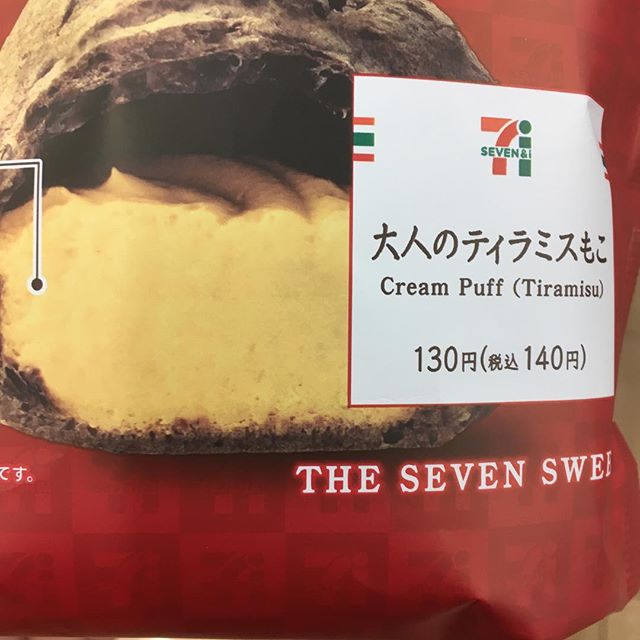 SEVEN&i
大人のティラミスもこ
Cream Puff (Tiramisu)
130円(税込140円)
THE SEVEN SWEE
です。